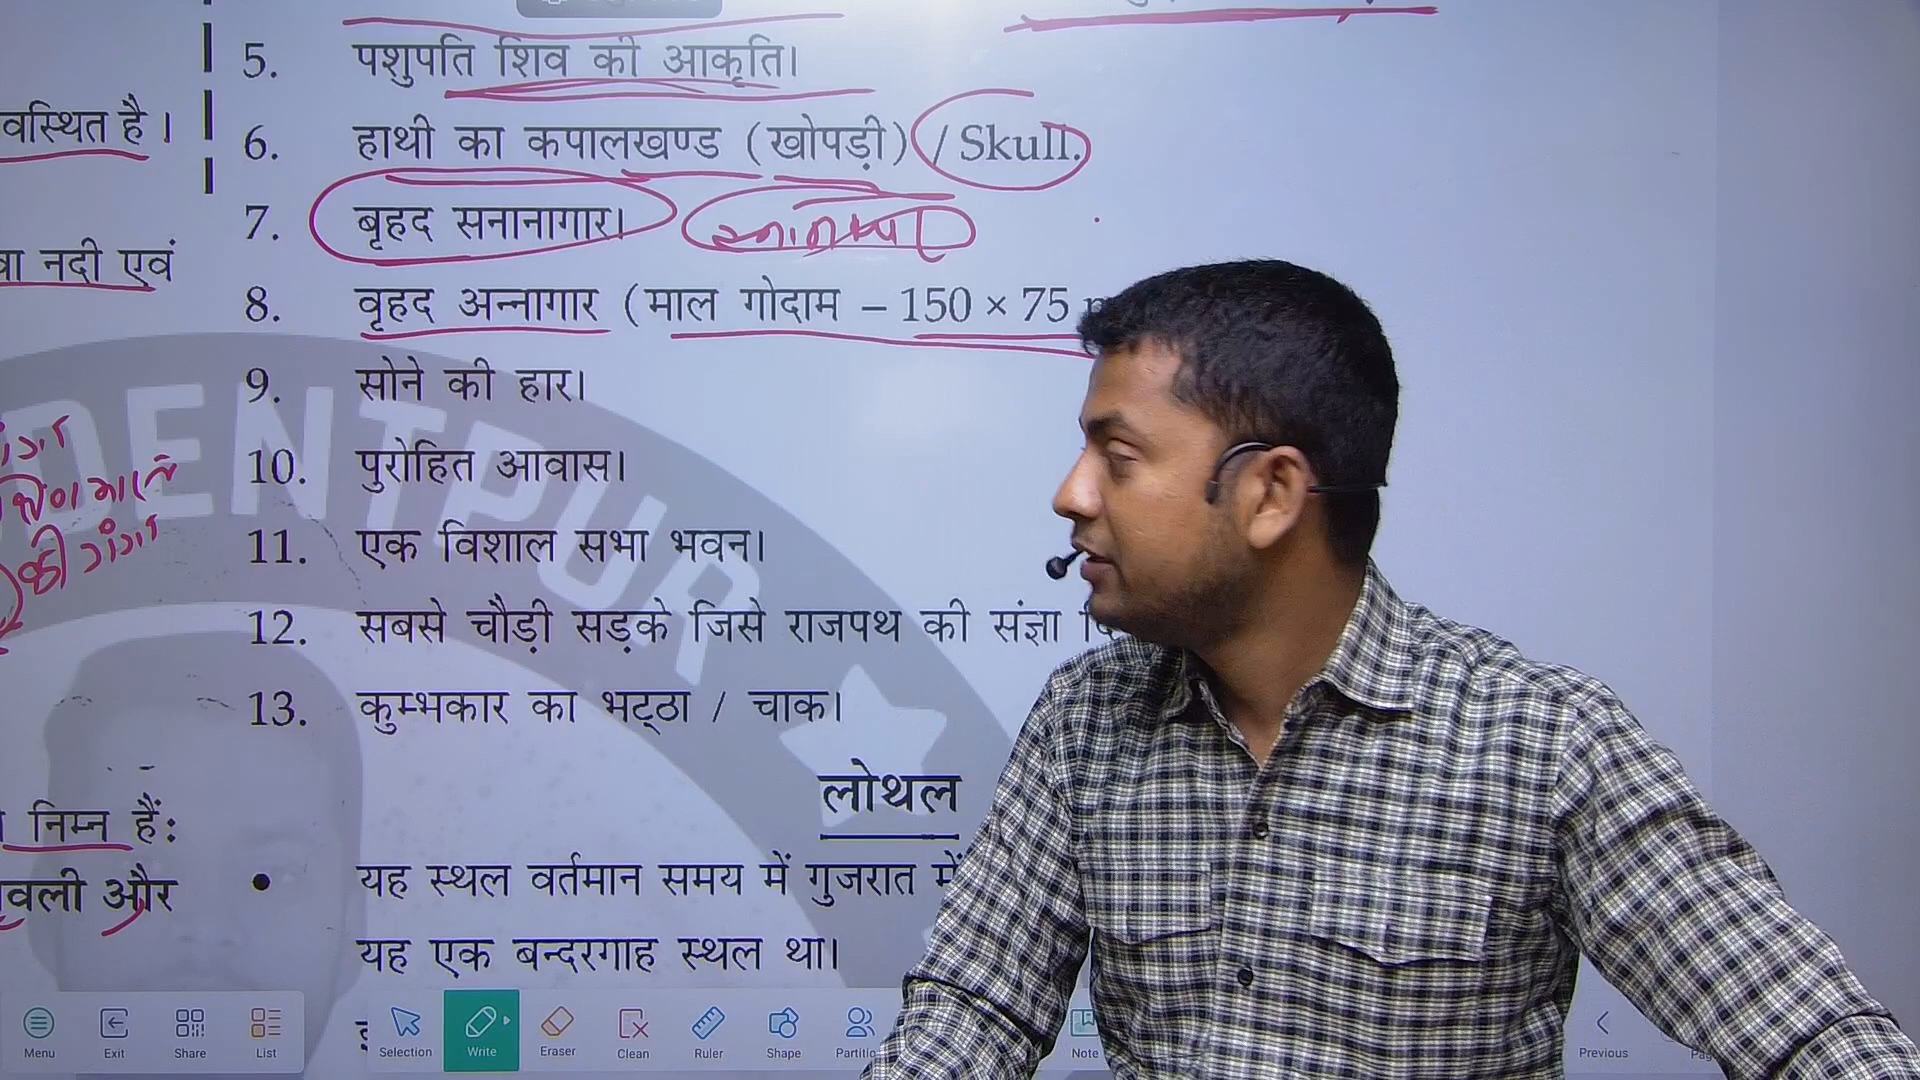 वस्थित है।
वा नदी एवं
की गंगा
निम्न हैं:
वली और
5. पशुपति शिव की आकृति।
6. हाथी का कपालखण्ड (खोपड़ी) / Skull.
7. बृहद सनानागार।
8. वृहद अन्नागार (माल गोदाम – 150 × 75
9. सोने की हार।
10. पुरोहित आवास।
11. एक विशाल सभा भवन।
12. सबसे चौड़ी सड़के जिसे राजपथ की संज्ञा
13. कुम्भकार का भट्ठा / चाक।
लोथल
• यह स्थल वर्तमान समय में गुजरात में
यह एक बन्दरगाह स्थल था।
DENTPUR
Menu Exit Share List Selection Write Eraser Clean Ruler Shape Partitio Note Previous